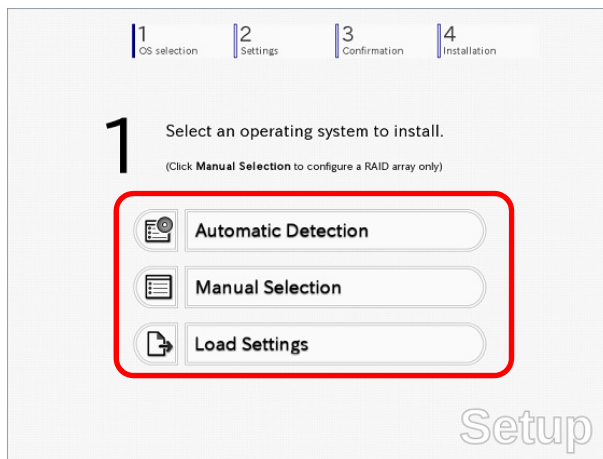 1 2 3 4
OS selection Settings Confirmation Installation
1 Select an operating system to install.
(Click Manual Selection to configure a RAID array only)
Automatic Detection
Manual Selection
Load Settings
Setup